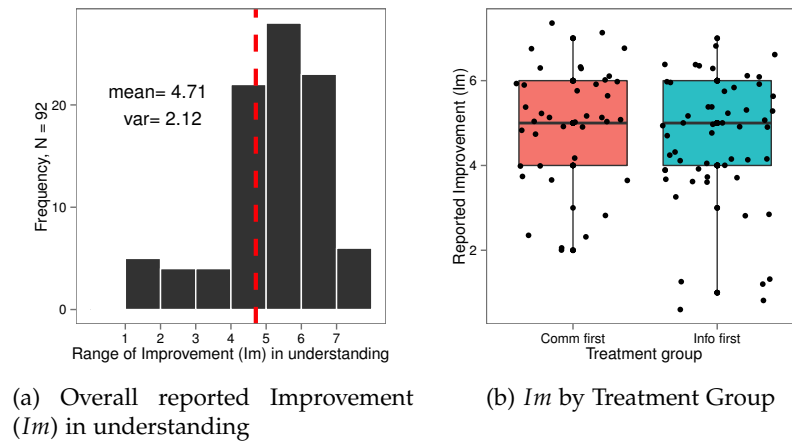 mean= 4.71
var= 2.12
Frequency, N = 92
20
10
0
1 2 3 4 5 6 7
Range of Improvement (Im) in understanding
Reported Improvement (Im)
6
4
2
Comm first Info first
Treatment group
(a) Overall reported Improvement
(Im) in understanding
(b) Im by Treatment Group